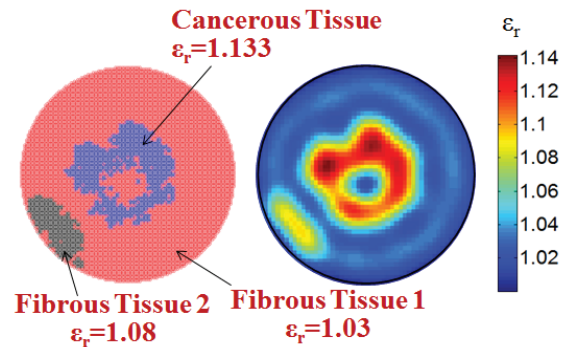 Cancerous Tissue
εr=1.133
εr
1.14
1.12
1.10
1.08
1.06
1.04
1.02
Fibrous Tissue 2
εr=1.08
Fibrous Tissue 1
εr=1.03